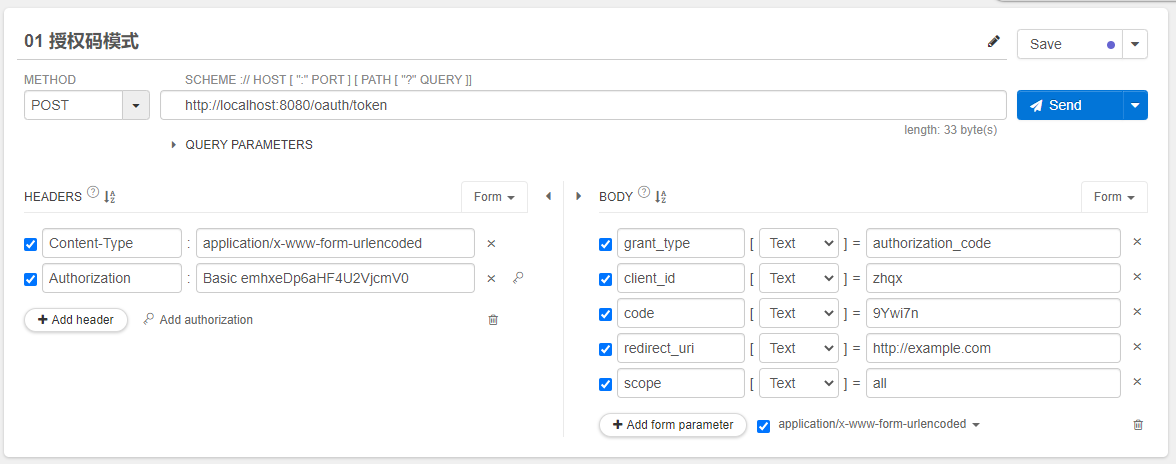 01 授权码模式
Save
METHOD
SCHEME :// HOST [ ":" PORT ] [ PATH [ "?" QUERY ]]
POST
http://localhost:8080/oauth/token
Send
length: 33 byte(s)
QUERY PARAMETERS
HEADERS ? Form
Content-Type : application/x-www-form-urlencoded ×
Authorization : Basic emhxeDp6aHF4U2VjcmV0 ×
+ Add header Add authorization
BODY ? Form
grant_type [ Text ] = authorization_code ×
client_id [ Text ] = zhqx ×
code [ Text ] = 9Ywi7n ×
redirect_uri [ Text ] = http://example.com ×
scope [ Text ] = all ×
+ Add form parameter application/x-www-form-urlencoded